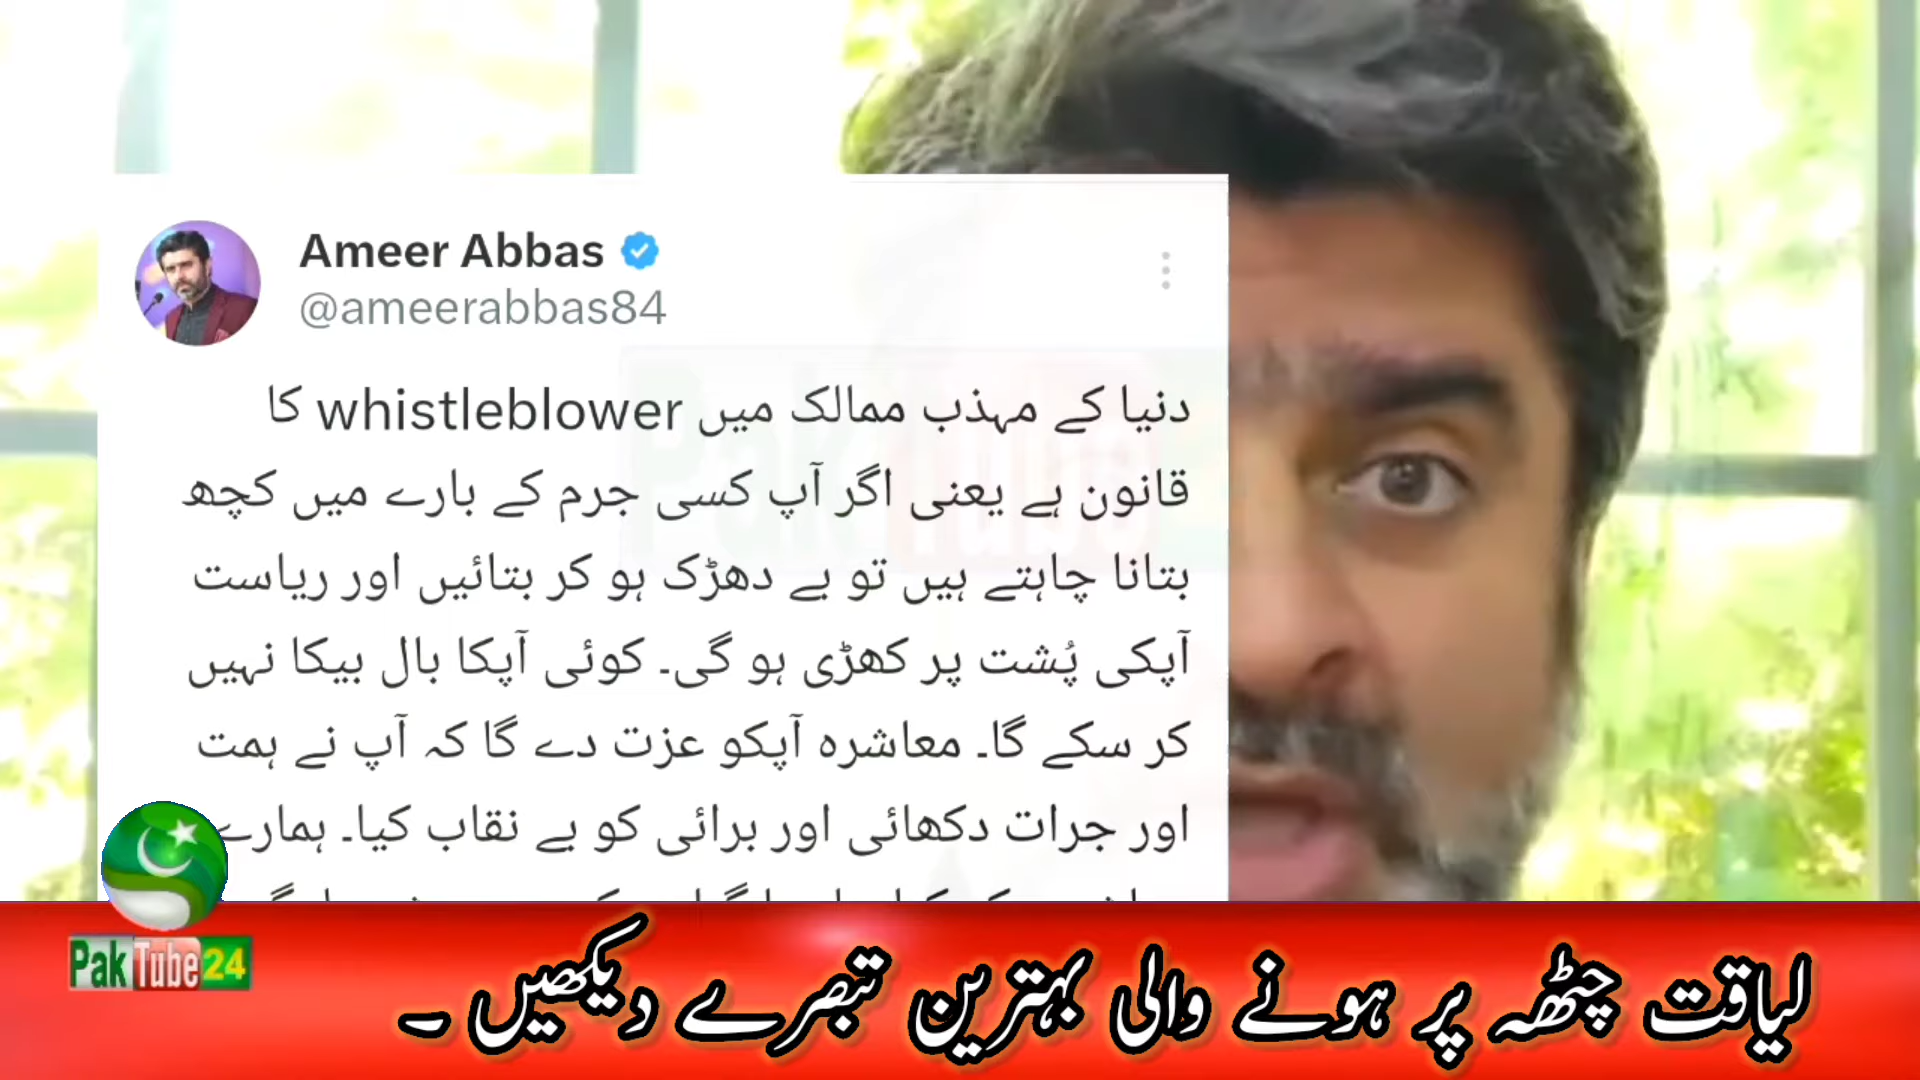 Ameer Abbas
@ameerabbas84
دنیا کے مہذب ممالک میں whistleblower کا
قانون ہے یعنی اگر آپ کسی جرم کے بارے میں کچھ
بتانا چاہتے ہیں تو بے دھڑک ہو کر بتائیں اور ریاست
آپکی پُشت پر کھڑی ہو گی۔ کوئی آپکا بال بیکا نہیں
کر سکے گا۔ معاشرہ آپکو عزت دے گا کہ آپ نے ہمت
اور جرات دکھائی اور برائی کو بے نقاب کیا۔ ہمارے
PakTube24
لیاقت چٹھہ پر ہونے والی بہترین تبصرے دیکھیں ۔